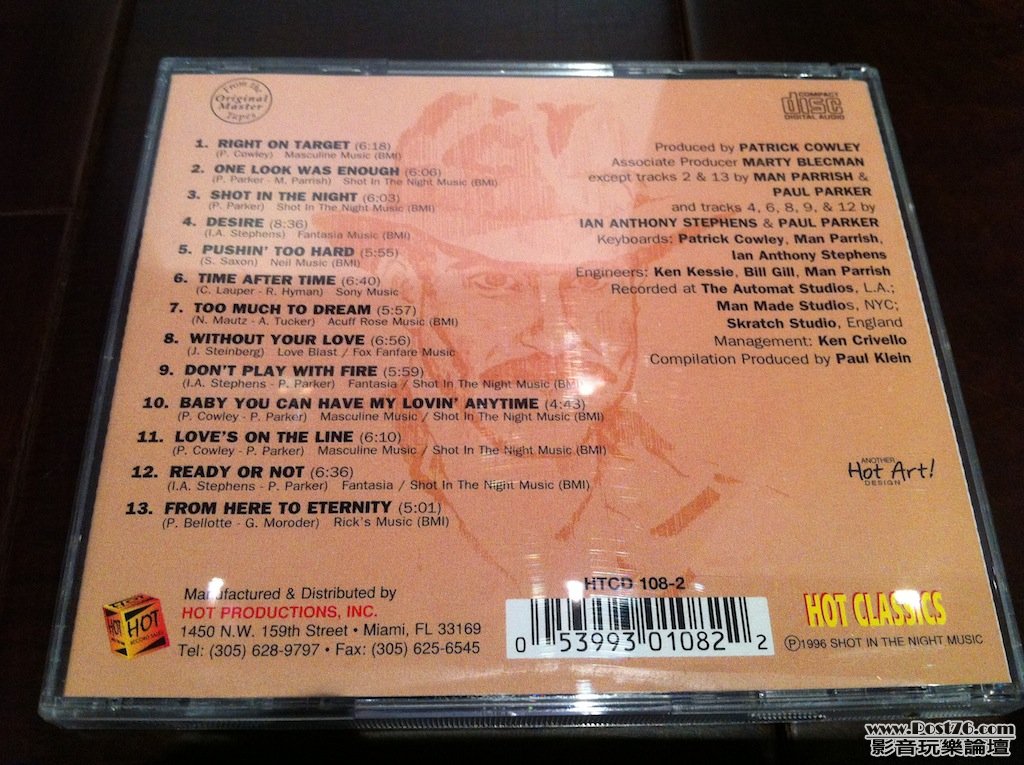 From the
Original
Master
Tapes
COMPACT
disc
DIGITAL AUDIO
1. RIGHT ON TARGET (6:18)
(P. Cowley) Masculine Music (BMI)
2. ONE LOOK WAS ENOUGH (6:06)
(P. Parker - M. Parrish) Shot In The Night Music (BMI)
3. SHOT IN THE NIGHT (6:03)
(P. Parker) Shot In The Night Music (BMI)
4. DESIRE (8:36)
(I.A. Stephens) Fantasia Music (BMI)
5. PUSHIN' TOO HARD (5:55)
(S. Saxon) Neil Music (BMI)
6. TIME AFTER TIME (6:40)
(C. Lauper - R. Hyman) Sony Music
7. TOO MUCH TO DREAM (5:57)
(N. Mautz - A. Tucker) Acuff Rose Music (BMI)
8. WITHOUT YOUR LOVE (6:56)
(J. Steinberg) Love Blast / Fox Fanfare Music
9. DON'T PLAY WITH FIRE (5:59)
(I.A. Stephens - P. Parker) Fantasia / Shot In The Night Music (BMI)
10. BABY YOU CAN HAVE MY LOVIN' ANYTIME (4:43)
(P. Cowley - P. Parker) Masculine Music / Shot In The Night Music (BMI)
11. LOVE'S ON THE LINE (6:10)
(P. Cowley - P. Parker) Masculine Music / Shot In The Night Music (BMI)
12. READY OR NOT (6:36)
(I.A. Stephens - P. Parker) Fantasia / Shot In The Night Music (BMI)
13. FROM HERE TO ETERNITY (5:01)
(P. Bellotte - G. Moroder) Rick's Music (BMI)
Produced by PATRICK COWLEY
Associate Producer MARTY BLECMAN
except tracks 2 & 13 by MAN PARRISH &
PAUL PARKER
and tracks 4, 6, 8, 9, & 12 by
IAN ANTHONY STEPHENS & PAUL PARKER
Keyboards: Patrick Cowley, Man Parrish,
Ian Anthony Stephens
Engineers: Ken Kessie, Bill Gill, Man Parrish
Recorded at The Automat Studios, L.A.;
Man Made Studios, NYC;
Skratch Studio, England
Management: Ken Crivello
Compilation Produced by Paul Klein
ANOTHER
Hot Art!
DESIGN
HOT
HOT
HOT
RECORD SALES
Manufactured & Distributed by
HOT PRODUCTIONS, INC.
1450 N.W. 159th Street • Miami, FL 33169
Tel: (305) 628-9797 • Fax: (305) 625-6545
HTCD 108-2
0 53993 01082 2
HOT CLASSICS
Ⓟ1996 SHOT IN THE NIGHT MUSIC
www.Post76.com
影音玩樂論壇